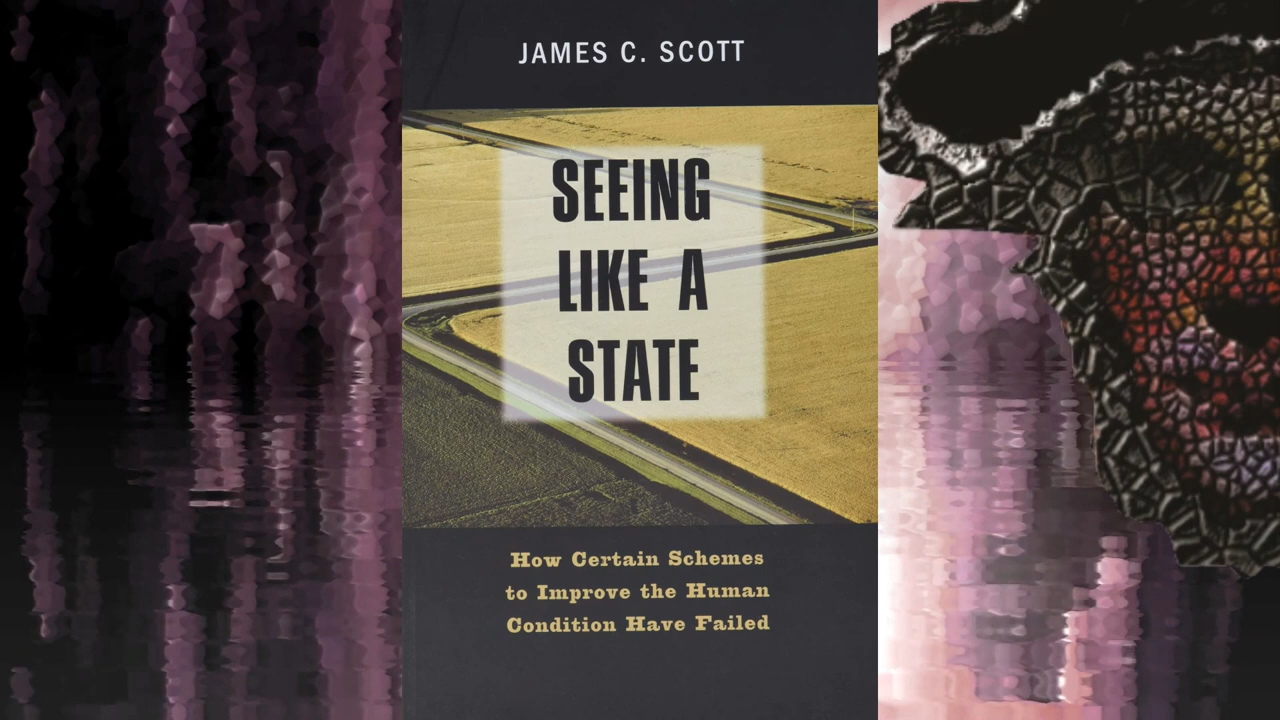 JAMES C. SCOTT
SEEING
LIKE A
STATE
How Certain Schemes
to Improve the Human
Condition Have Failed